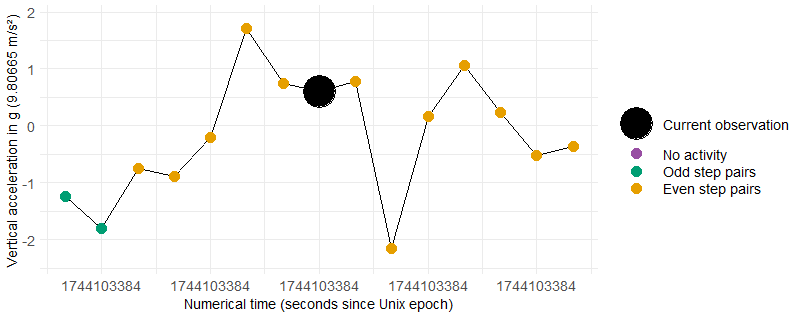 Vertical acceleration in g (9.80665 m/s²)
2
1
0
-1
-2
1744103384 1744103384 1744103384 1744103384 1744103384
Numerical time (seconds since Unix epoch)
Current observation
No activity
Odd step pairs
Even step pairs